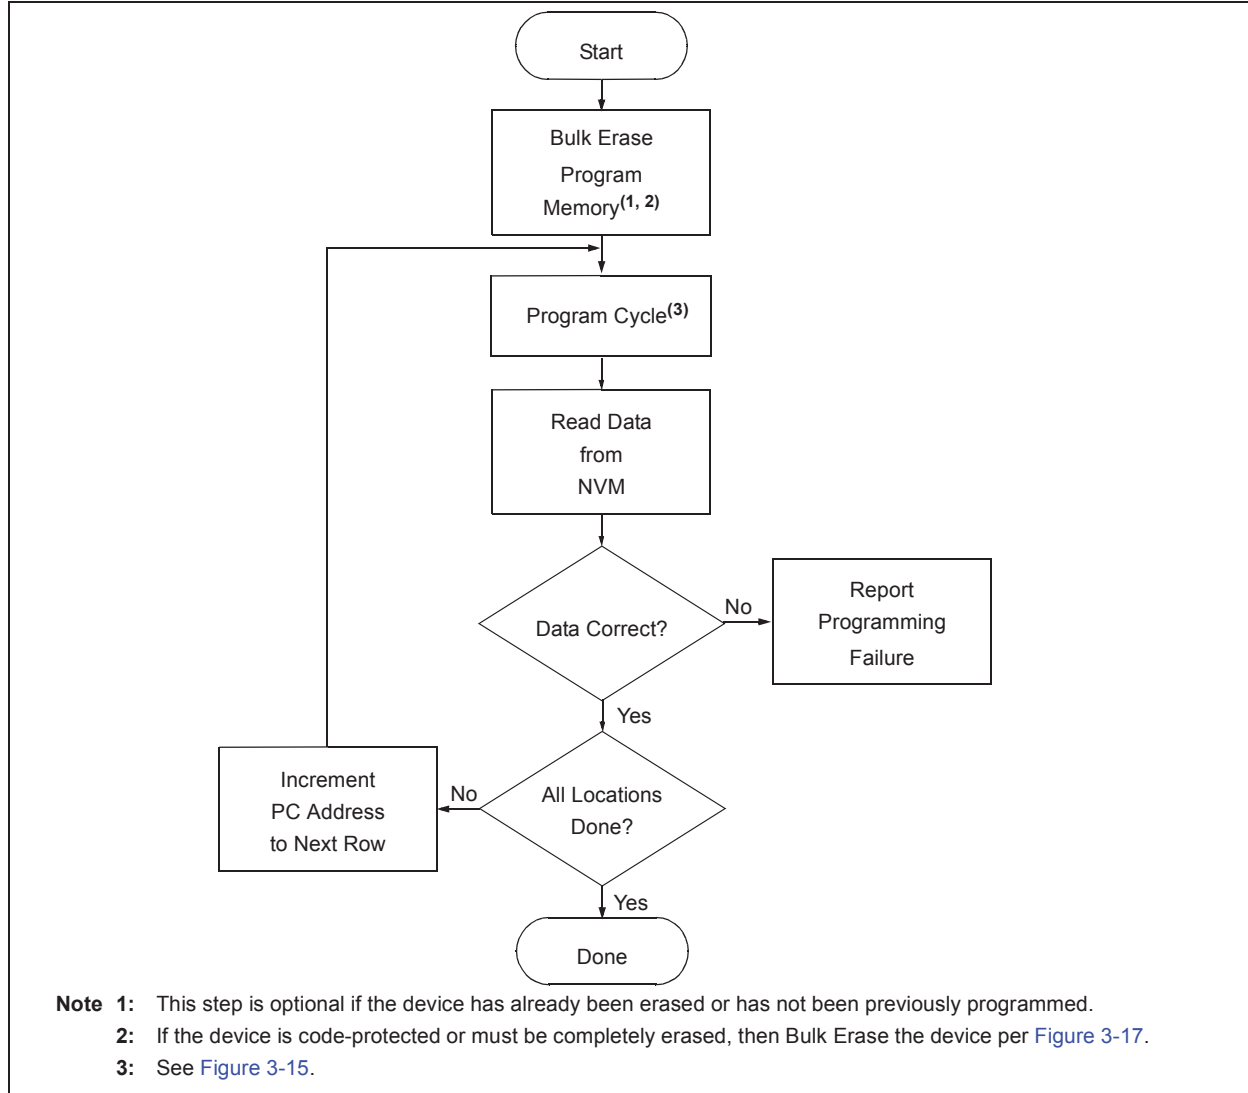 Start
Bulk Erase
Program
Memory(1, 2)
Program Cycle(3)
Read Data
from
NVM
Data Correct?
No
Report
Programming
Failure
Yes
All Locations
Done?
No
Increment
PC Address
to Next Row
Yes
Done
Note 1: This step is optional if the device has already been erased or has not been previously programmed.
2: If the device is code-protected or must be completely erased, then Bulk Erase the device per Figure 3-17.
3: See Figure 3-15.